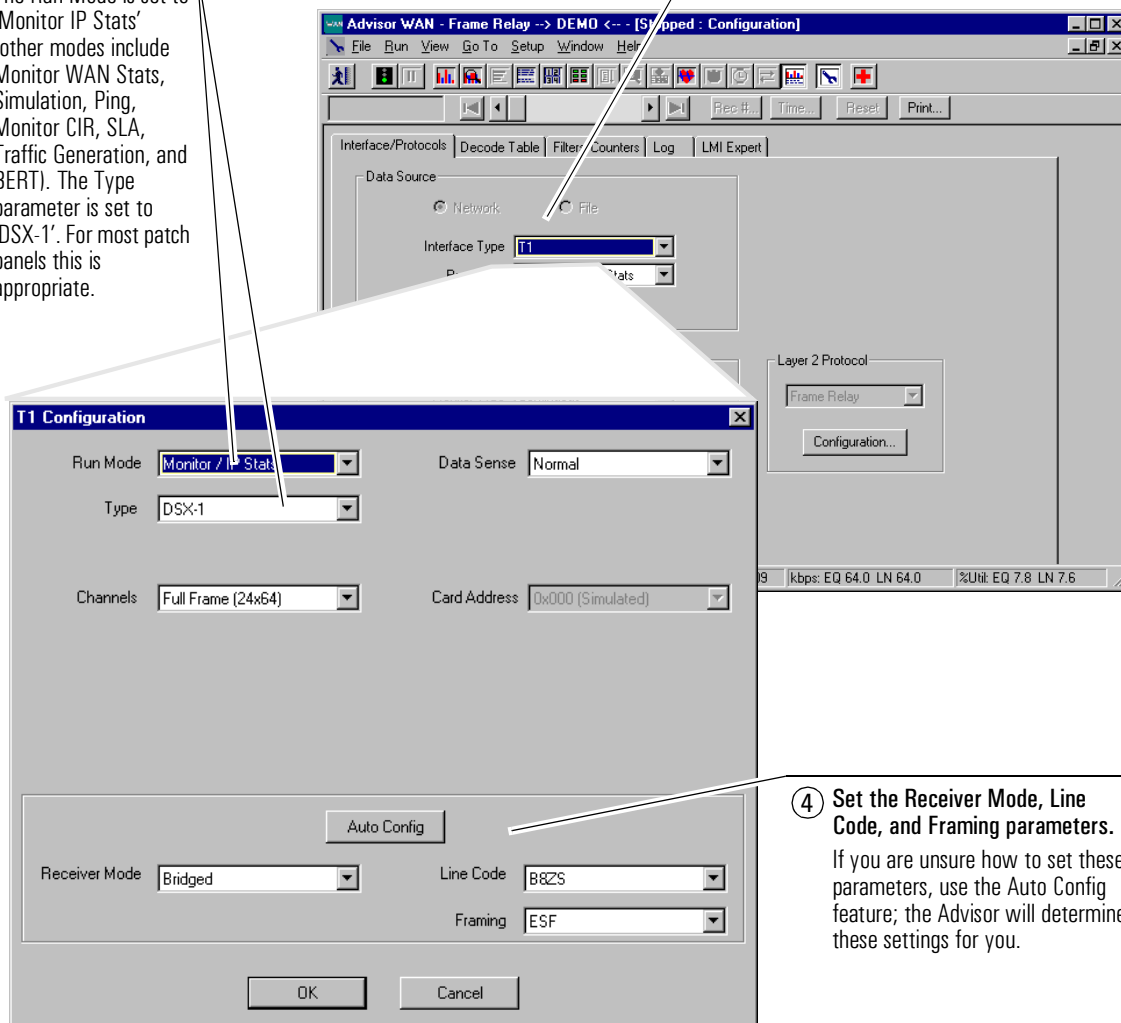 The Run Mode is set to
'Monitor IP Stats'
(other modes include
Monitor WAN Stats,
Simulation, Ping,
Monitor CIR, SLA,
Traffic Generation, and
BERT). The Type
parameter is set to
'DSX-1'. For most patch
panels this is
appropriate.
Advisor WAN - Frame Relay --> DEMO <-- - [Stopped : Configuration]
File Run View Go To Setup Window Help
Rec #... Time... Reset Print...
Interface/Protocols Decode Table Filters Counters Log LMI Expert
Data Source
Network File
Interface Type T1
Stats
Layer 2 Protocol
Frame Relay
Configuration...
kbps: EQ 64.0 LN 64.0 %Util: EQ 7.8 LN 7.6
T1 Configuration
Run Mode Monitor / IP Stats Data Sense Normal
Type DSX-1
Channels Full Frame (24x64) Card Address 0x000 (Simulated)
Auto Config
Receiver Mode Bridged Line Code B8ZS
Framing ESF
OK Cancel
4 Set the Receiver Mode, Line
Code, and Framing parameters.
If you are unsure how to set these
parameters, use the Auto Config
feature; the Advisor will determine
these settings for you.